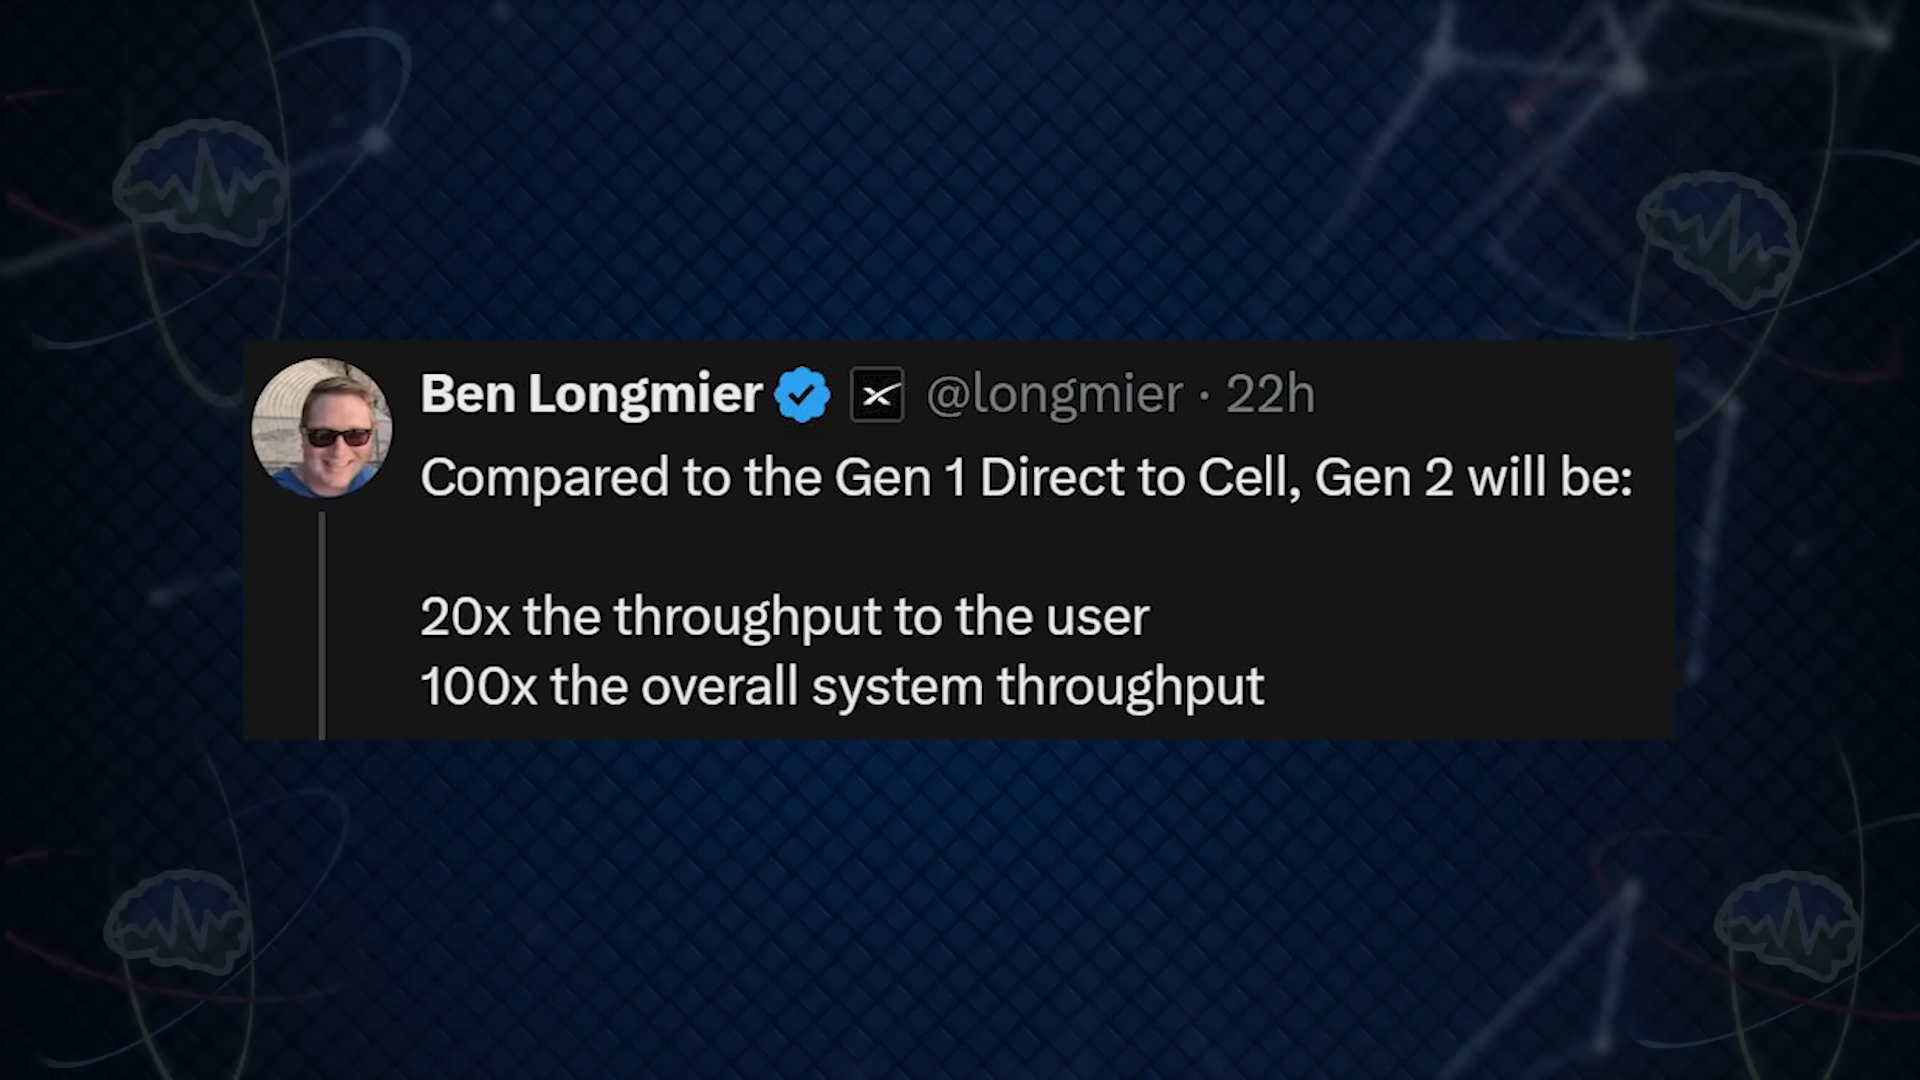 Ben Longmier @longmier · 22h
Compared to the Gen 1 Direct to Cell, Gen 2 will be:
20x the throughput to the user
100x the overall system throughput